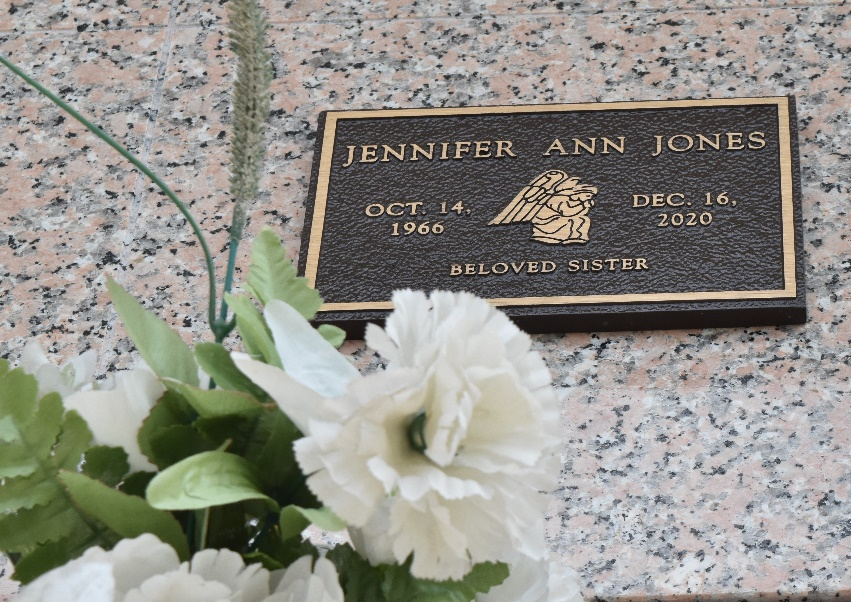 JENNIFER ANN JONES
OCT. 14,
1966
DEC. 16,
2020
BELOVED SISTER